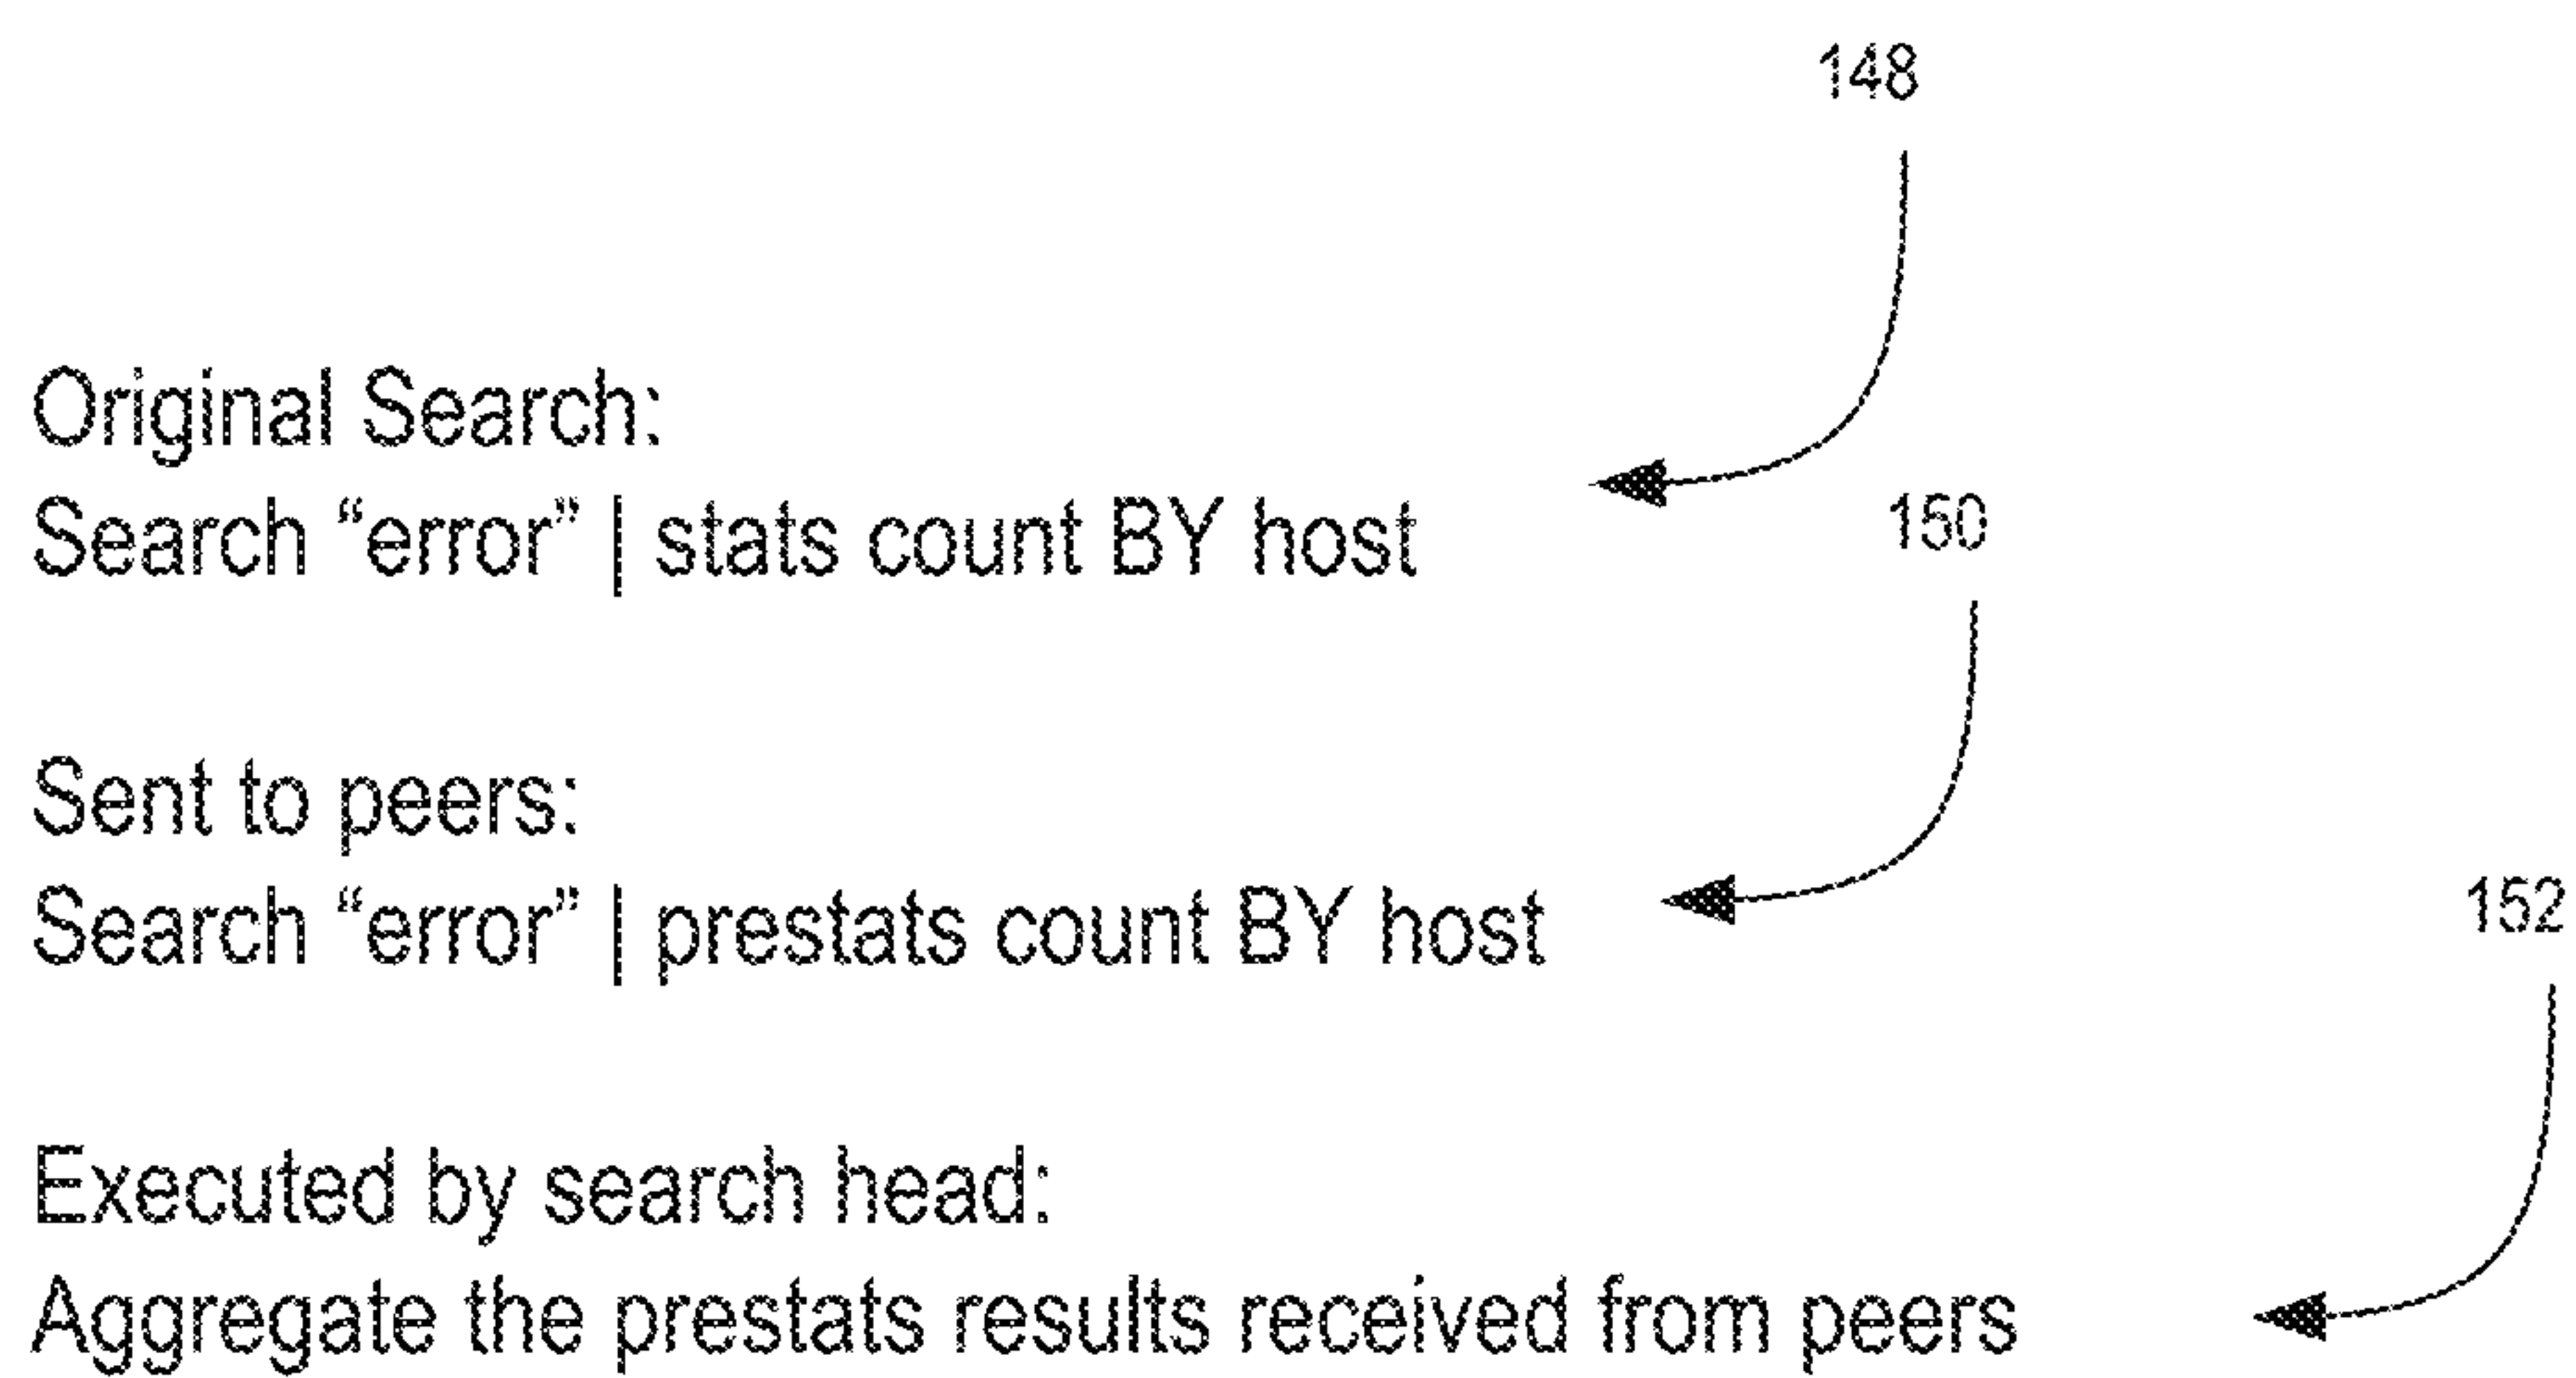 148
Original Search:
Search “error” | stats count BY host
150
Sent to peers:
Search “error” | prestats count BY host
152
Executed by search head:
Aggregate the prestats results received from peers